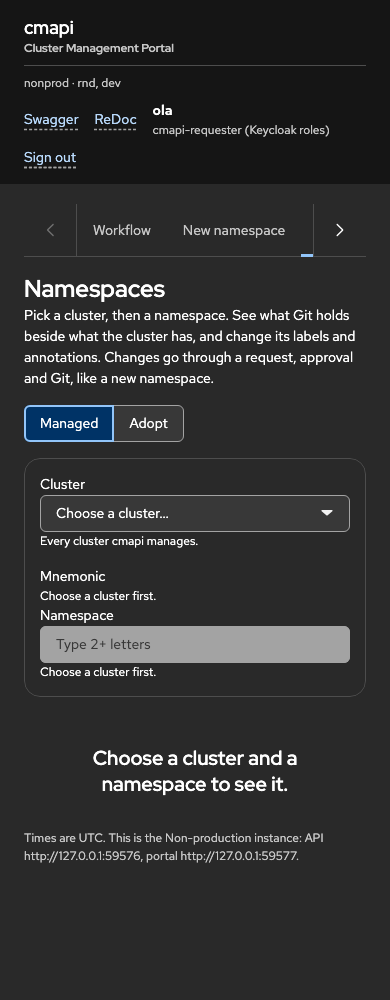 cmapi
Cluster Management Portal
nonprod · rnd, dev
Swagger
ReDoc
ola
cmapi-requester (Keycloak roles)
Sign out
Workflow
New namespace
Namespaces
Pick a cluster, then a namespace. See what Git holds
beside what the cluster has, and change its labels and
annotations. Changes go through a request, approval
and Git, like a new namespace.
Managed
Adopt
Cluster
Choose a cluster...
Every cluster cmapi manages.
Mnemonic
Choose a cluster first.
Namespace
Type 2+ letters
Choose a cluster first.
Choose a cluster and a
namespace to see it.
Times are UTC. This is the Non-production instance: API
http://127.0.0.1:59576, portal http://127.0.0.1:59577.